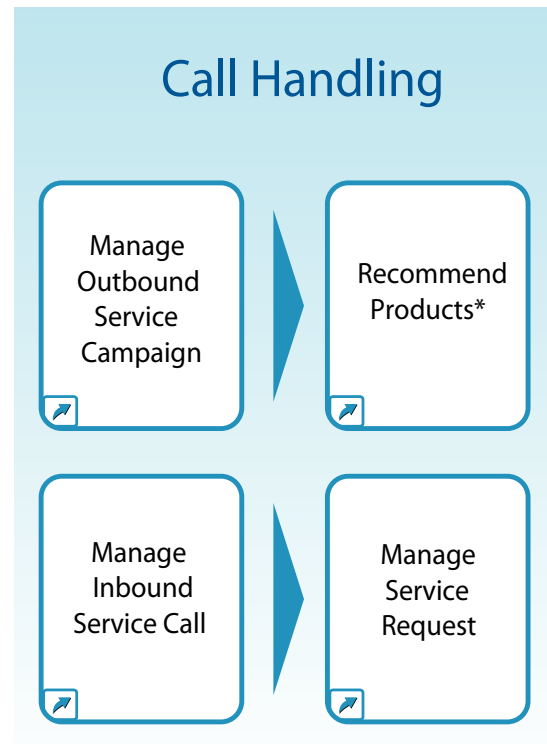 Call Handling
Manage
Outbound
Service
Campaign
Recommend
Products*
Manage
Inbound
Service Call
Manage
Service
Request